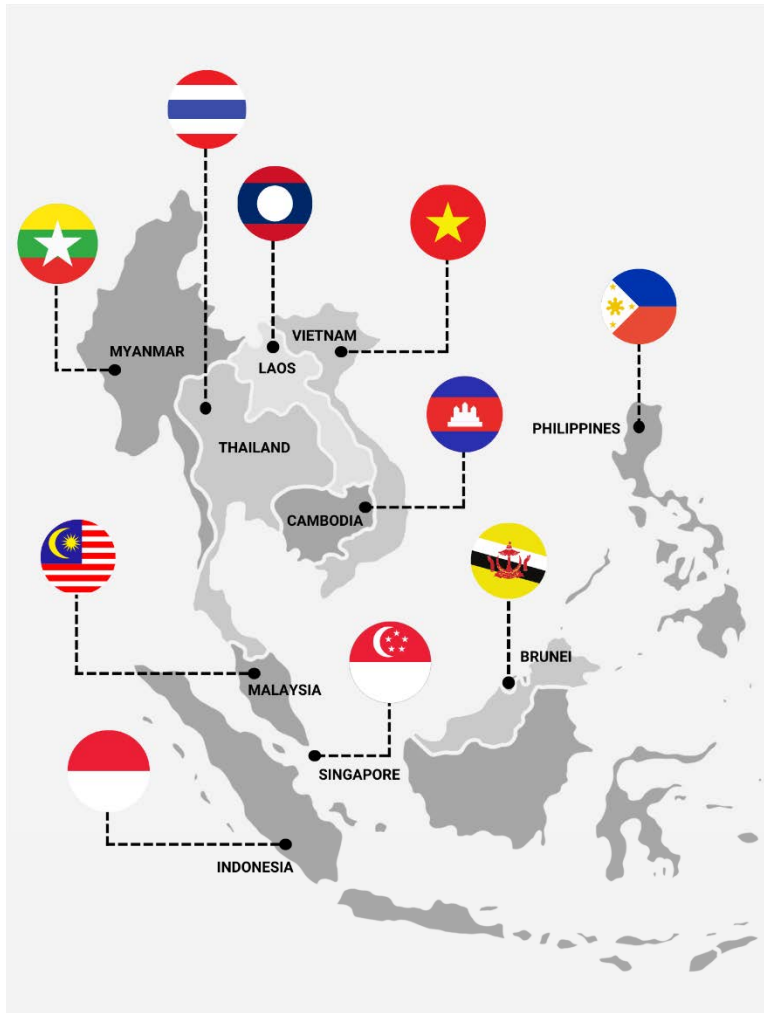 VIETNAM
MYANMAR
LAOS
PHILIPPINES
THAILAND
CAMBODIA
BRUNEI
MALAYSIA
SINGAPORE
INDONESIA